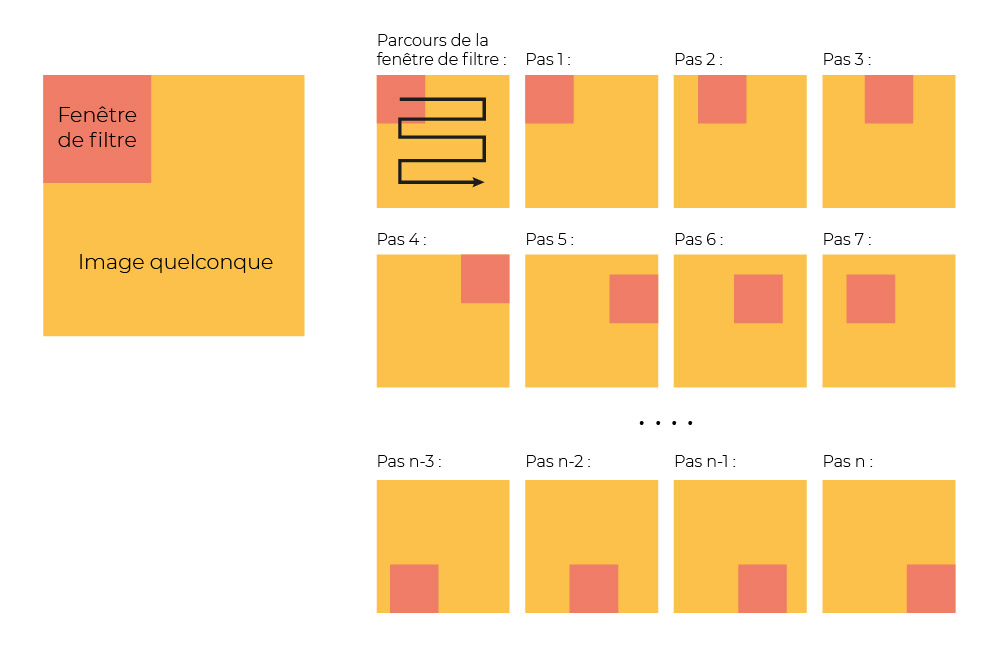 Fenêtre
de filtre
Image quelconque
Parcours de la
fenêtre de filtre :
Pas 1 :
Pas 2 :
Pas 3 :
Pas 4 :
Pas 5 :
Pas 6 :
Pas 7 :
. . . .
Pas n-3 :
Pas n-2 :
Pas n-1 :
Pas n :